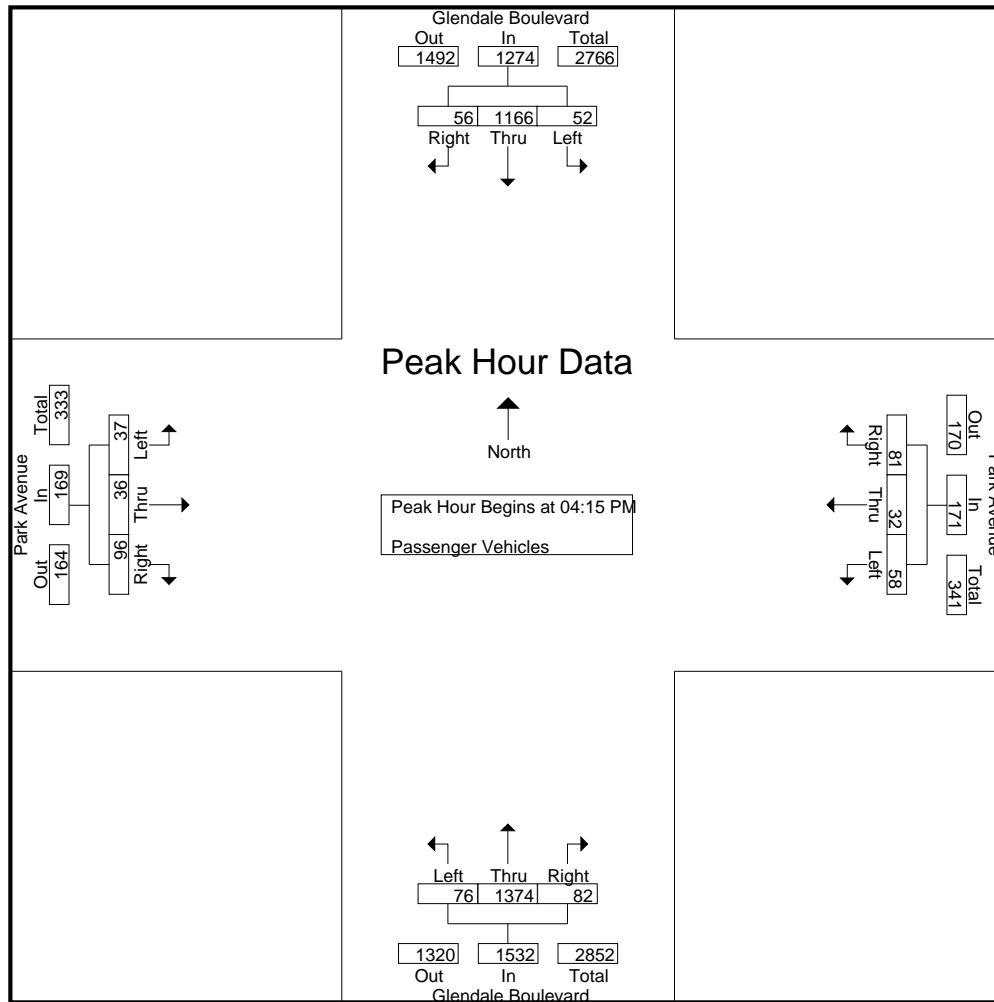 Glendale Boulevard
Out In Total
1492 1274 2766
56 1166 52
Right Thru Left
Peak Hour Data
North
Peak Hour Begins at 04:15 PM
Passenger Vehicles
Park Avenue
Out In Total
164 169 333
Left Thru Right
37 36 96
Right Thru Left
81 32 58
Out In Total
170 171 341
Park Avenue
Left Thru Right
76 1374 82
1320 1532 2852
Out In Total
Glendale Boulevard